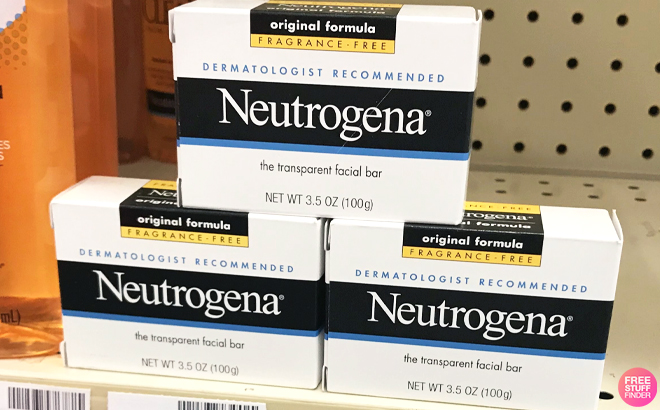 original formula
FRAGRANCE-FREE
DERMATOLOGIST RECOMMENDED
Neutrogena®
the transparent facial bar
NET WT 3.5 OZ (100g)
original formula
FRAGRANCE-FREE
DERMATOLOGIST RECOMMENDED
Neutrogena®
the transparent facial bar
NET WT 3.5 OZ (100g)
Neutrogena®
original formula
FRAGRANCE-FREE
DERMATOLOGIST RECOMMENDED
Neutrogena®
the transparent facial bar
NET WT 3.5 OZ (100g)
mL)
FREE
STUFF
FINDER